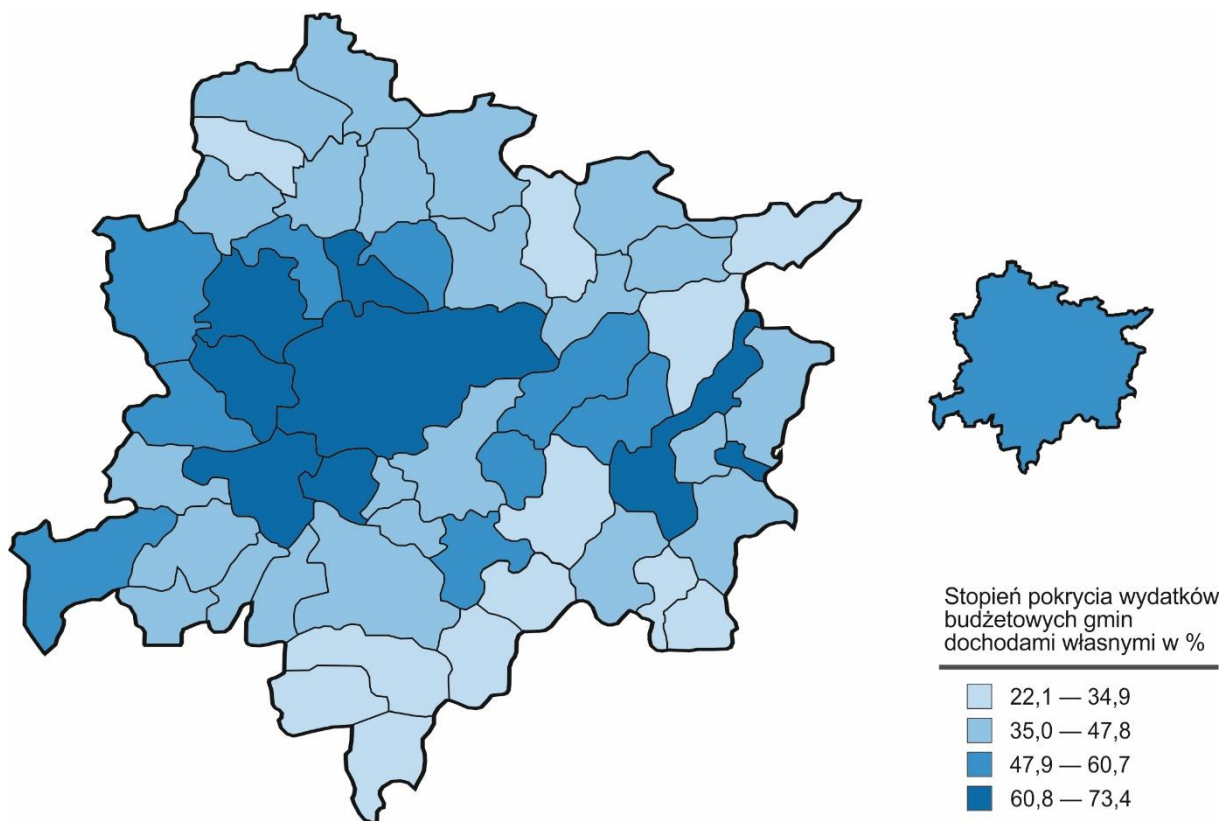 Stopień pokrycia wydatków
budżetowych gmin
dochodami własnymi w %
22,1 — 34,9
35,0 — 47,8
47,9 — 60,7
60,8 — 73,4